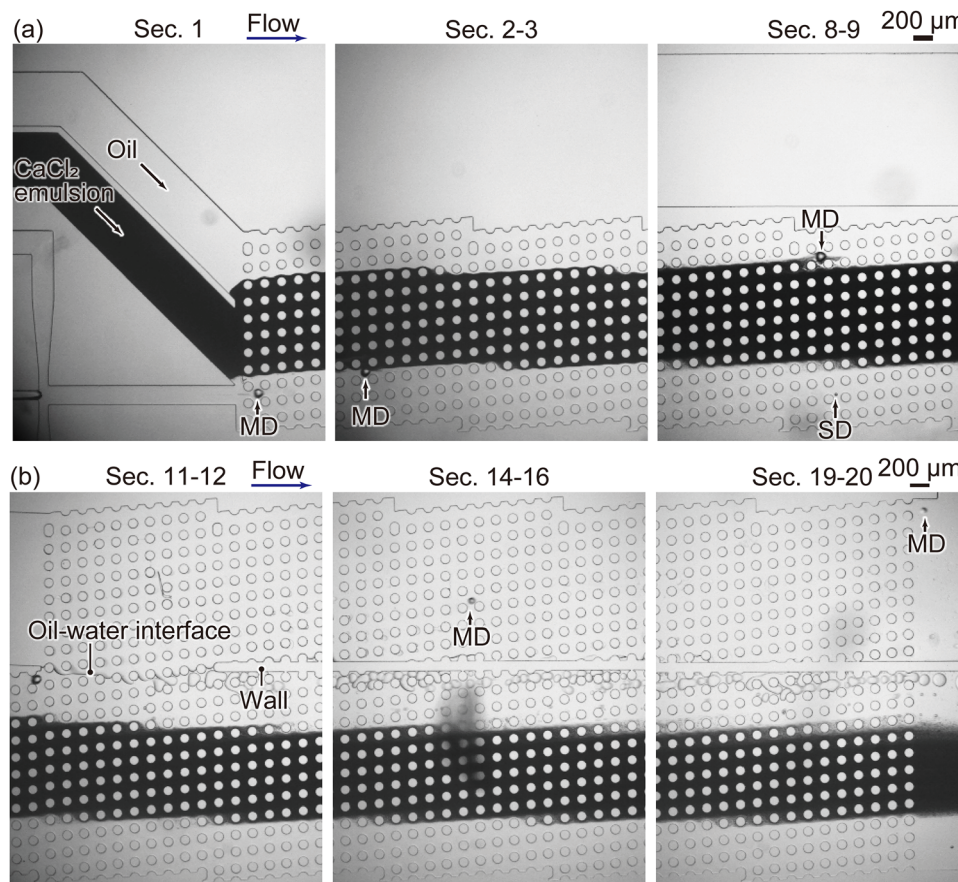 (a) Sec. 1 Flow Sec. 2-3 Sec. 8-9 200 µm
Oil
CaCl₂
emulsion
MD
MD
MD
SD
(b) Sec. 11-12 Flow Sec. 14-16 Sec. 19-20 200 µm
MD
Oil-water interface
MD
Wall